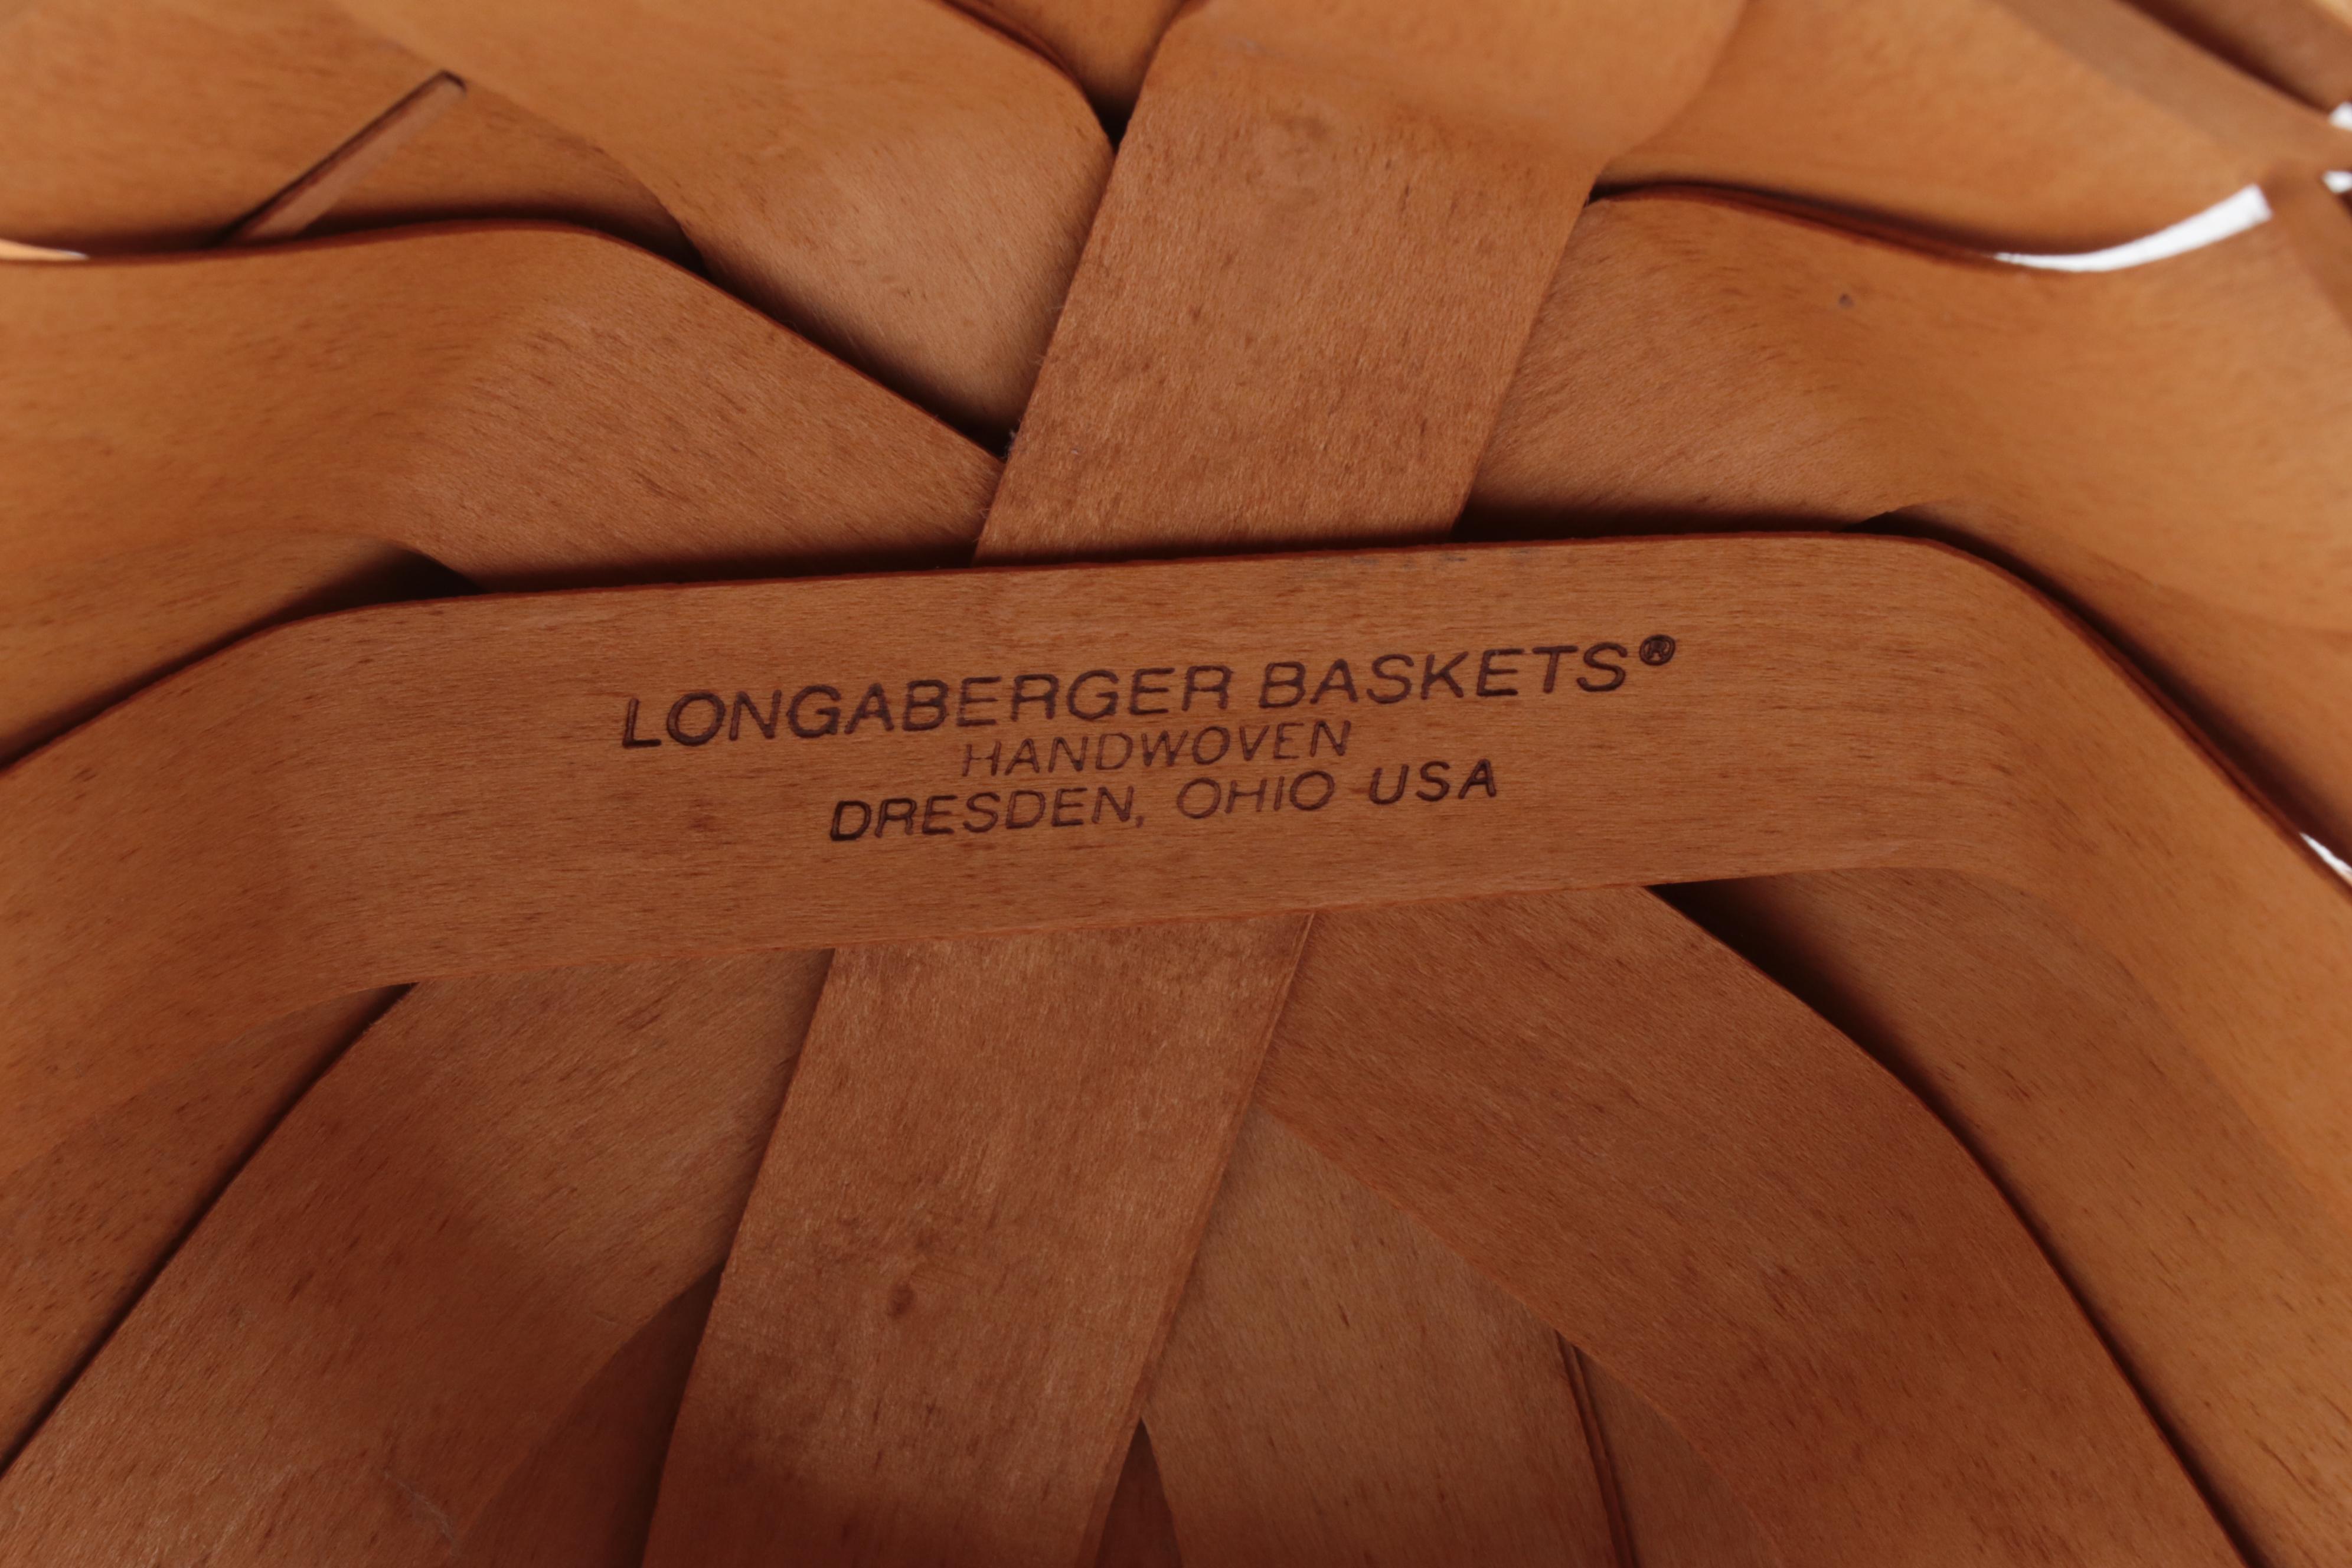 LONGABERGER BASKETS®
HANDWOVEN
DRESDEN, OHIO USA